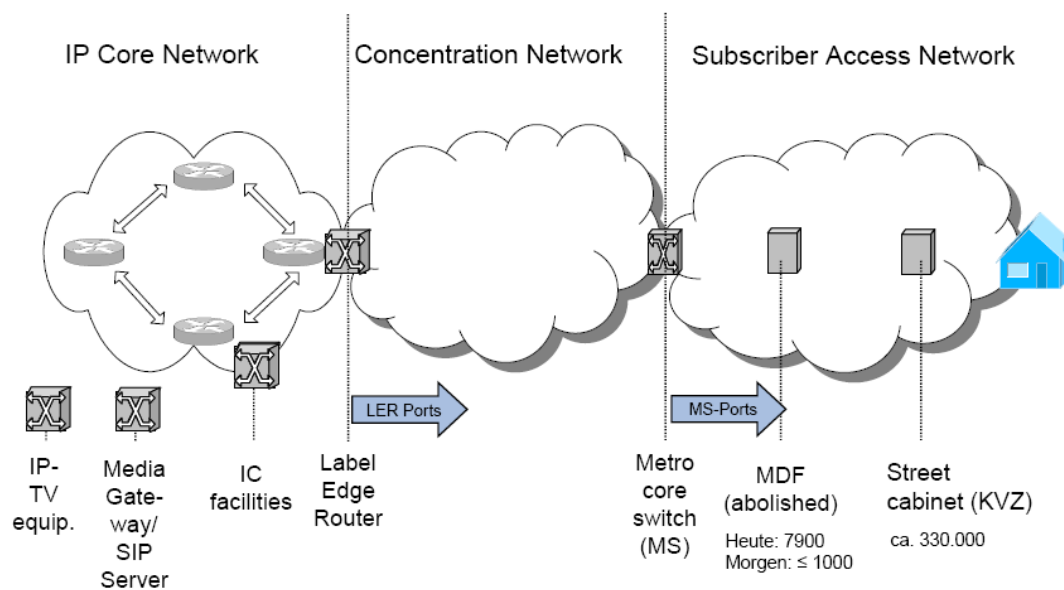 IP Core Network
Concentration Network
Subscriber Access Network
LER Ports
MS-Ports
IP-
TV
equip.
Media
Gate-
way/
SIP
Server
IC
facilities
Label
Edge
Router
Metro
core
switch
(MS)
MDF
(abolished)
Heute: 7900
Morgen: ≤ 1000
Street
cabinet (KVZ)
ca. 330.000